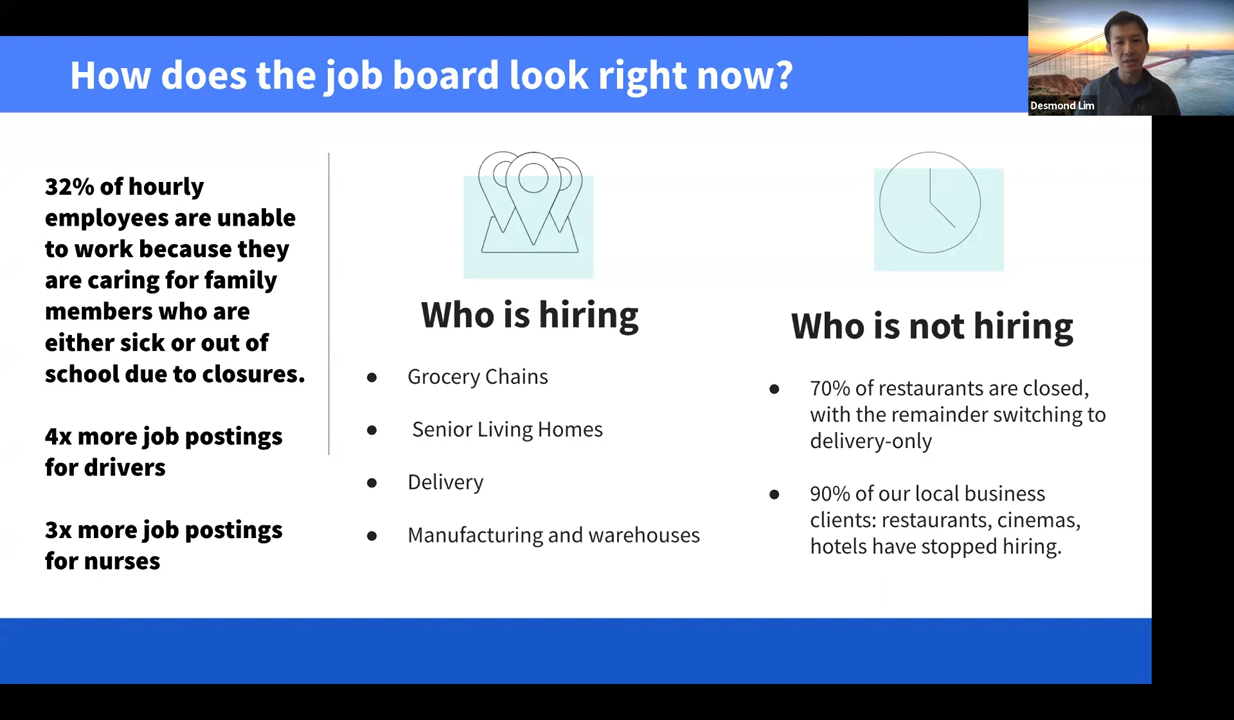 How does the job board look right now?
Desmond Lim
32% of hourly
employees are unable
to work because they
are caring for family
members who are
either sick or out of
school due to closures.
4x more job postings
for drivers
3x more job postings
for nurses
Who is hiring
● Grocery Chains
● Senior Living Homes
● Delivery
● Manufacturing and warehouses
Who is not hiring
● 70% of restaurants are closed,
with the remainder switching to
delivery-only
● 90% of our local business
clients: restaurants, cinemas,
hotels have stopped hiring.